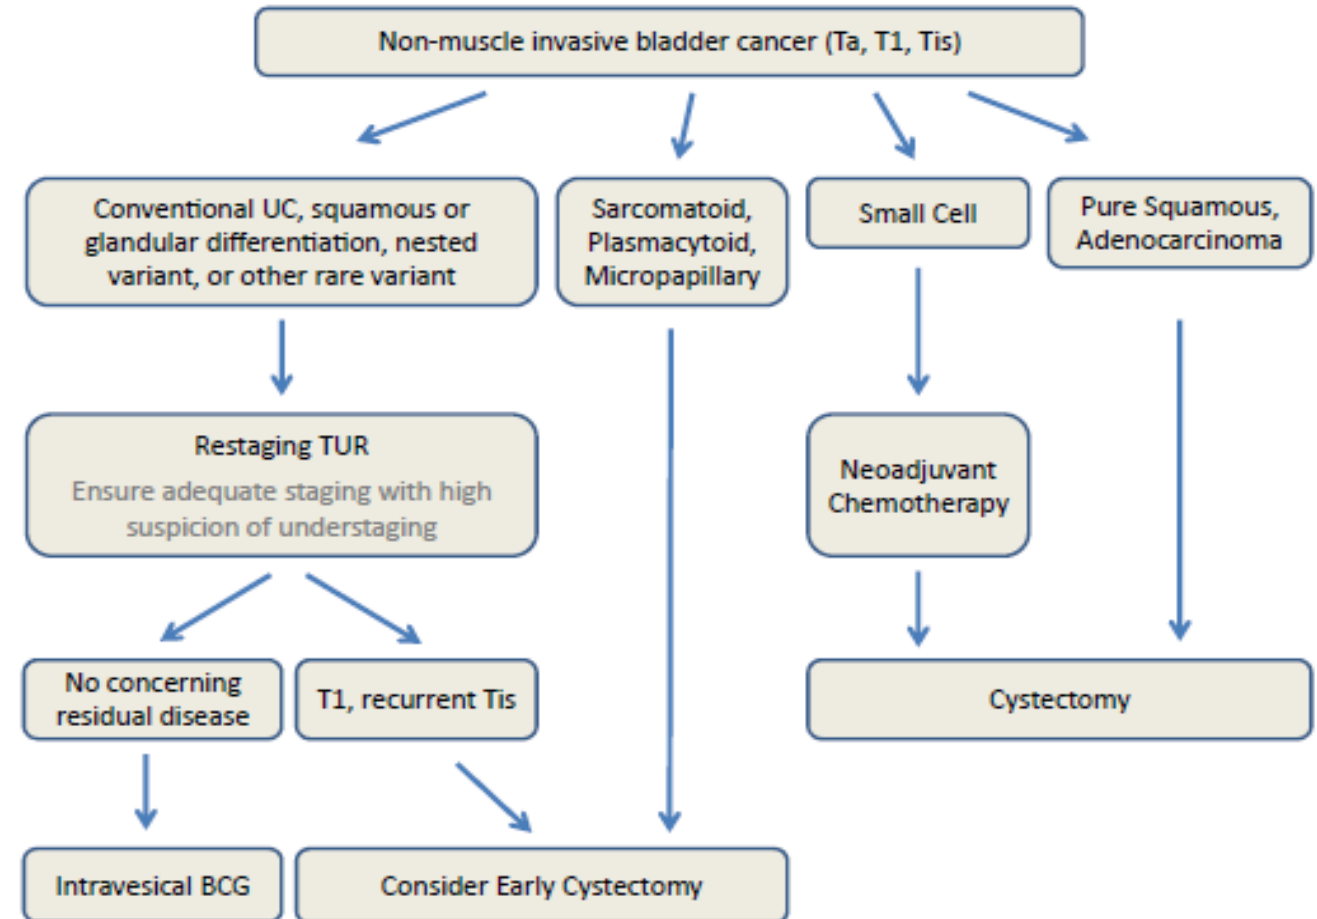 Non-muscle invasive bladder cancer (Ta, T1, Tis)
Conventional UC, squamous or
glandular differentiation, nested
variant, or other rare variant
Sarcomatoid,
Plasmacytoid,
Micropapillary
Small Cell
Pure Squamous,
Adenocarcinoma
Restaging TUR
Ensure adequate staging with high
suspicion of understaging
Neoadjuvant
Chemotherapy
No concerning
residual disease
T1, recurrent Tis
Cystectomy
Intravesical BCG
Consider Early Cystectomy